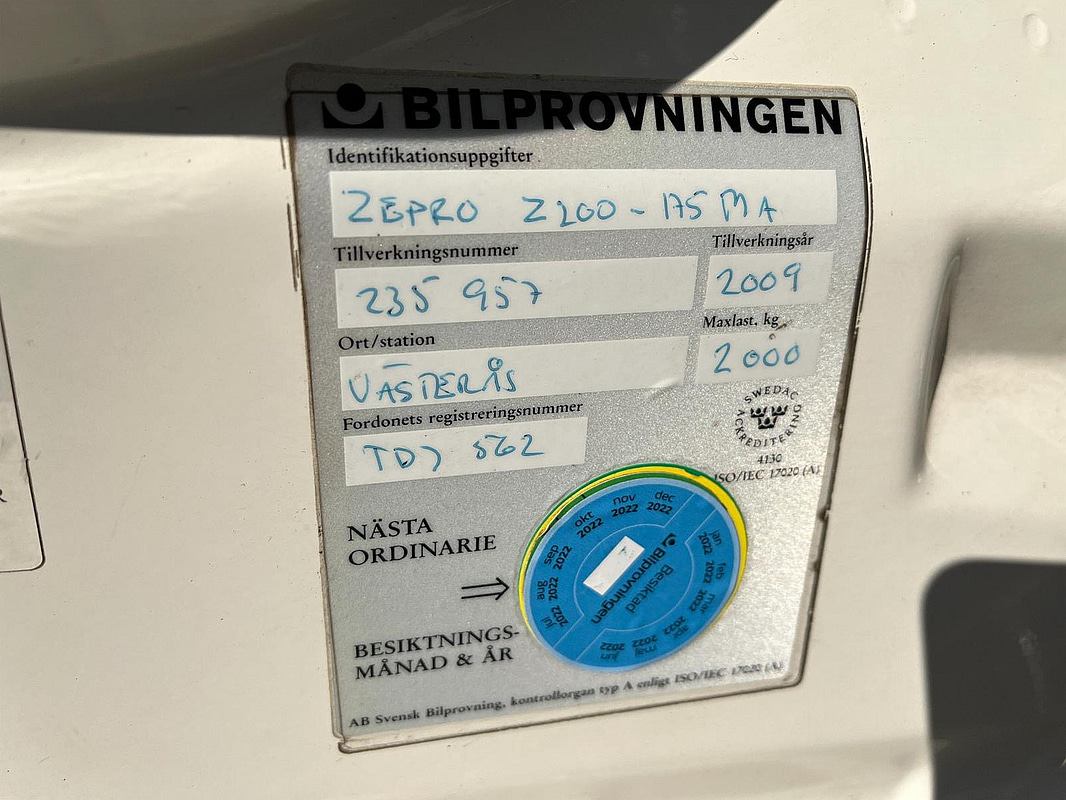 BILPROVNINGEN
Identifikationsuppgifter
ZEPRO Z200-175 MA
Tillverkningsnummer
Tillverkningsår
235 957
2009
Ort/station
Maxlast. kg
VÄSTERÅS
2000
Fordonets registreringsnummer
TDJ 562
SWEDAC
ACKREDITERING
4130
ISO/IEC 17020 (A)
NÄSTA
ORDINARIE
⇒
BESIKTNINGS-
MÅNAD & ÅR
jan 2022
feb 2022
mar 2022
apr 2022
maj 2022
jun 2022
jul 2022
aug 2022
sep 2022
okt 2022
nov 2022
dec 2022
Bilprovningen
Besiktad
AB Svensk Bilprovning, kontrollorgan typ A enligt ISO/IEC 17020 (A)